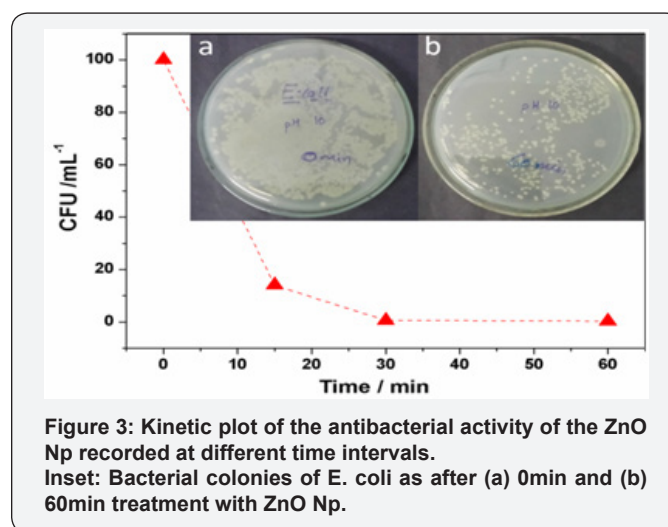 a
b
E. coli
pH 10
0 min
pH 10
100
80
60
40
20
0
CFU /mL-1
0 10 20 30 40 50 60
Time / min
Figure 3: Kinetic plot of the antibacterial activity of the ZnO
Np recorded at different time intervals.
Inset: Bacterial colonies of E. coli as after (a) 0min and (b)
60min treatment with ZnO Np.